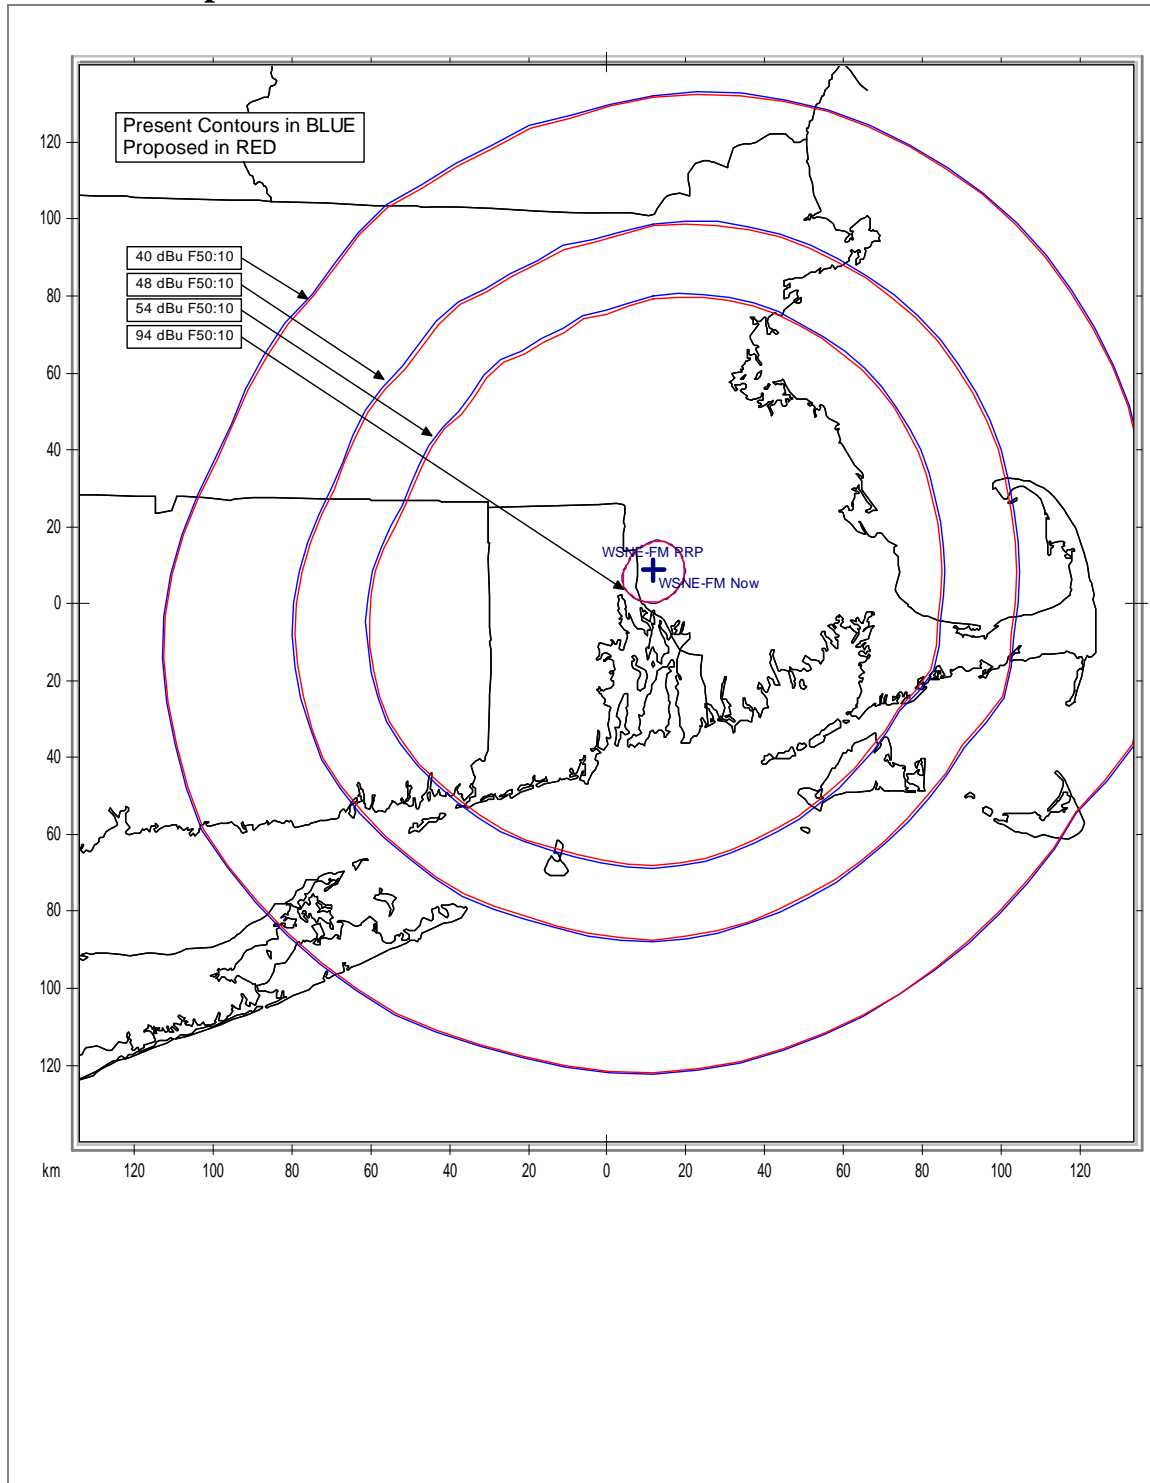 Present Contours in BLUE
Proposed in RED
40 dBu F50:10
48 dBu F50:10
54 dBu F50:10
94 dBu F50:10
WSNE-FM PRP
WSNE-FM Now
120
100
80
60
40
20
0
20
40
60
80
100
120
km 120 100 80 60 40 20 0 20 40 60 80 100 120